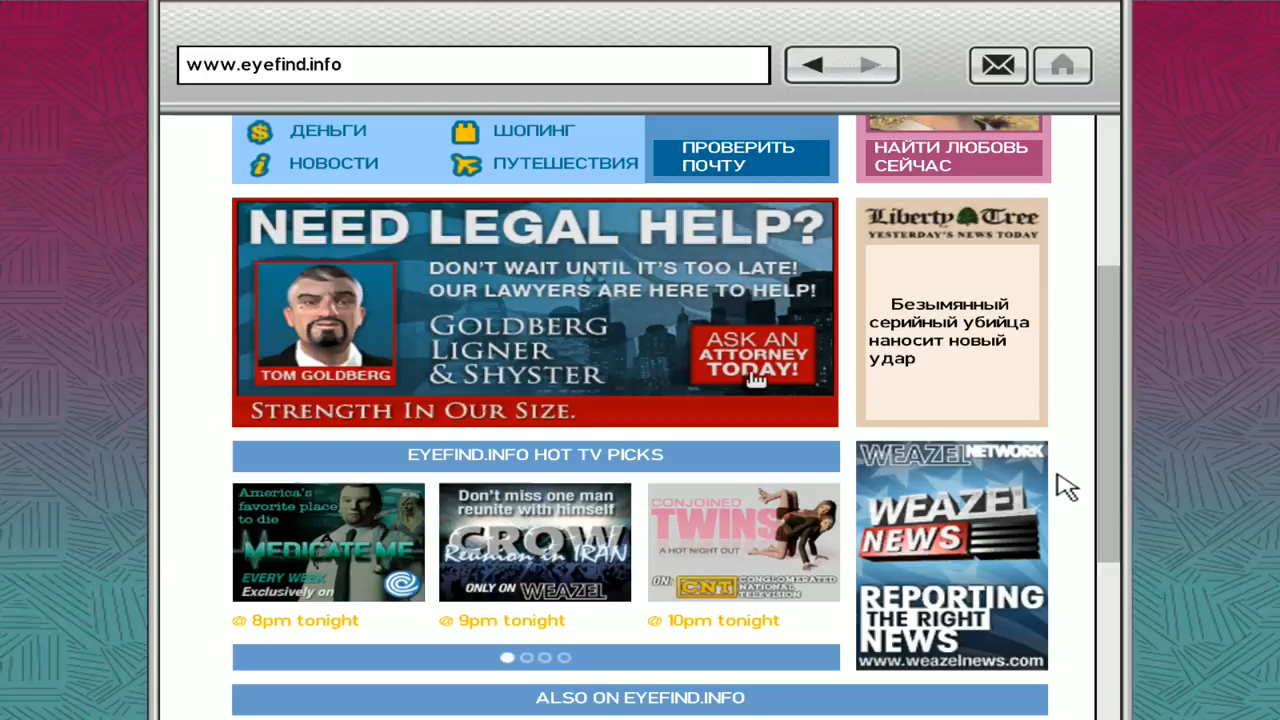 www.eyefind.info
ДЕНЬГИ
ШОПИНГ
НОВОСТИ
ПУТЕШЕСТВИЯ
ПРОВЕРИТЬ
ПОЧТУ
НАЙТИ ЛЮБОВЬ
СЕЙЧАС
NEED LEGAL HELP?
DON'T WAIT UNTIL IT'S TOO LATE!
OUR LAWYERS ARE HERE TO HELP!
GOLDBERG
LIGNER
& SHYSTER
ASK AN
ATTORNEY
TODAY!
TOM GOLDBERG
STRENGTH IN OUR SIZE.
Liberty Tree
YESTERDAY'S NEWS TODAY
Безымянный
серийный убийца
наносит новый
удар
EYEFIND.INFO HOT TV PICKS
America's
favorite place
to die
MEDICATE ME
EVERY WEEK
Exclusively on
@ 8pm tonight
Don't miss one man
reunite with himself
CROW
Reunion in IRAN
ONLY ON WEAZEL
@ 9pm tonight
CONJOINED
TWINS
A HOT NIGHT OUT
ON: CNT CONGLOMERATED
NATIONAL
TELEVISION
@ 10pm tonight
WEAZEL NETWORK
WEAZEL
NEWS
REPORTING
THE RIGHT
NEWS
www.weazelnews.com
ALSO ON EYEFIND.INFO